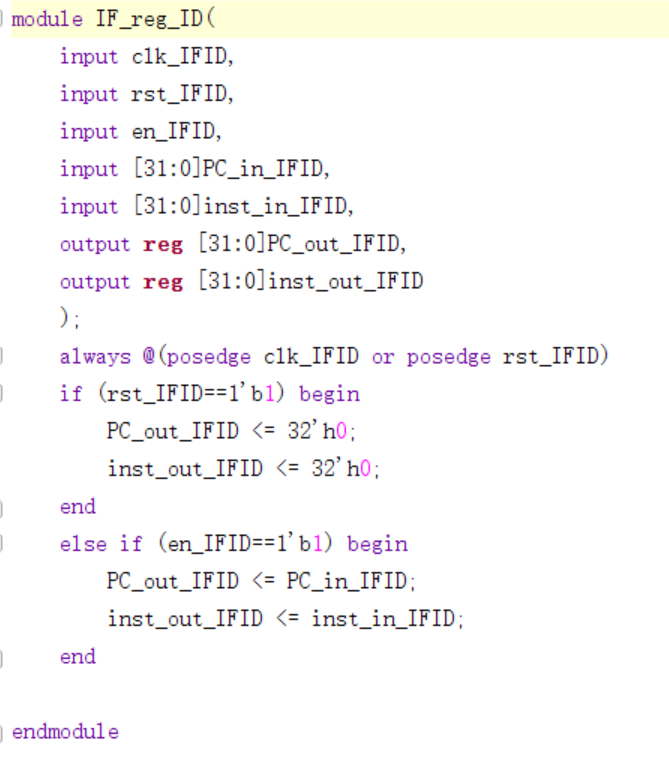 module IF_reg_ID(
input clk_IFID,
input rst_IFID,
input en_IFID,
input [31:0]PC_in_IFID,
input [31:0]inst_in_IFID,
output reg [31:0]PC_out_IFID,
output reg [31:0]inst_out_IFID
);
always @(posedge clk_IFID or posedge rst_IFID)
if (rst_IFID==1'b1) begin
PC_out_IFID <= 32'h0;
inst_out_IFID <= 32'h0;
end
else if (en_IFID==1'b1) begin
PC_out_IFID <= PC_in_IFID;
inst_out_IFID <= inst_in_IFID;
end
endmodule